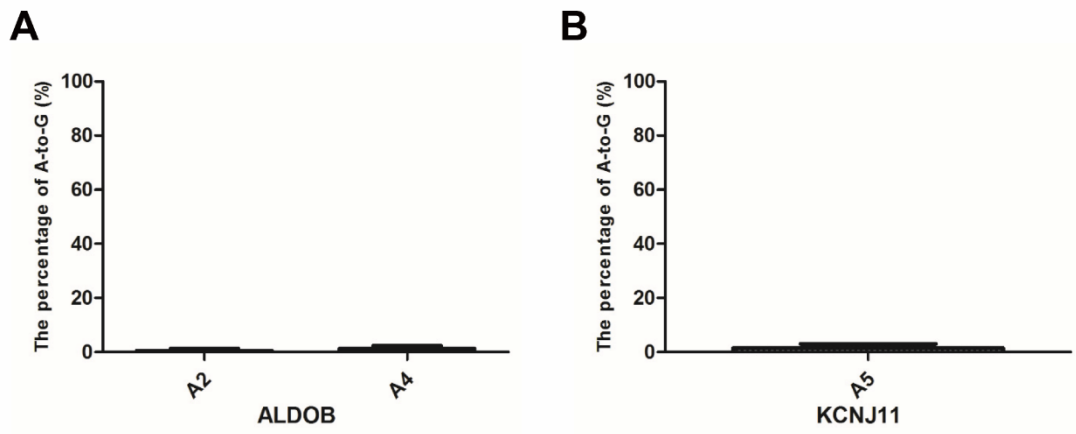 A
The percentage of A-to-G (%)
100
80
60
40
20
0
A2
A4
ALDOB
B
The percentage of A-to-G (%)
100
80
60
40
20
0
A5
KCNJ11